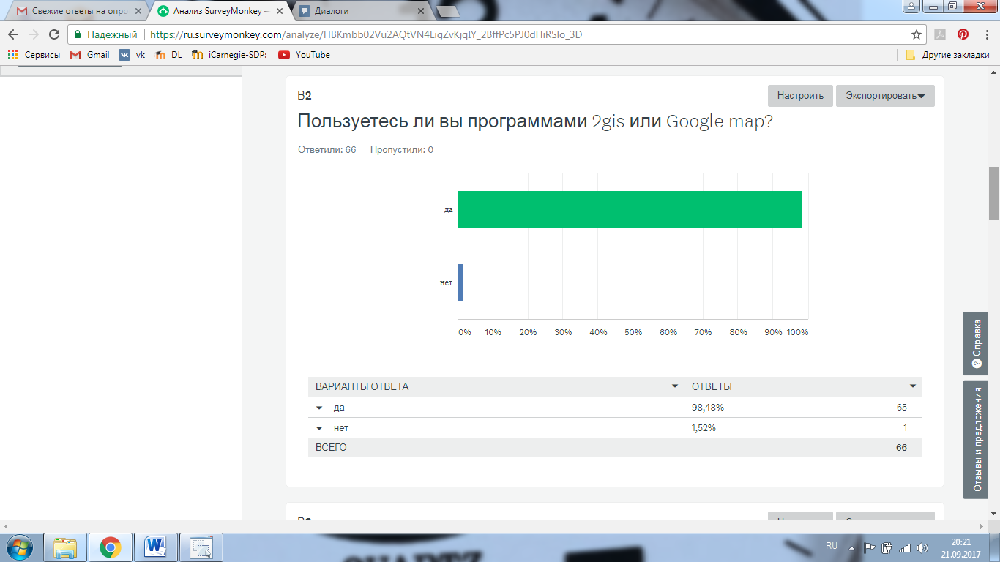 Свежие ответы на опро
Анализ SurveyMonkey –
Диалоги
Надежный
https://ru.surveymonkey.com/analyze/HBKmbb02Vu2AQtVN4LigZvKjqIY_2BffPc5PJ0dHiRSIo_3D
Сервисы
Gmail
vk
DL
iCarnegie-SDP:
YouTube
Другие закладки
В2
Настроить
Экспортировать
Пользуетесь ли вы программами 2gis или Google map?
Ответили: 66 Пропустили: 0
да
нет
0% 10% 20% 30% 40% 50% 60% 70% 80% 90% 100%
Справка
Отзывы и предложения
ВАРИАНТЫ ОТВЕТА ОТВЕТЫ
да 98,48% 65
нет 1,52% 1
ВСЕГО 66
RU
20:21
21.09.2017